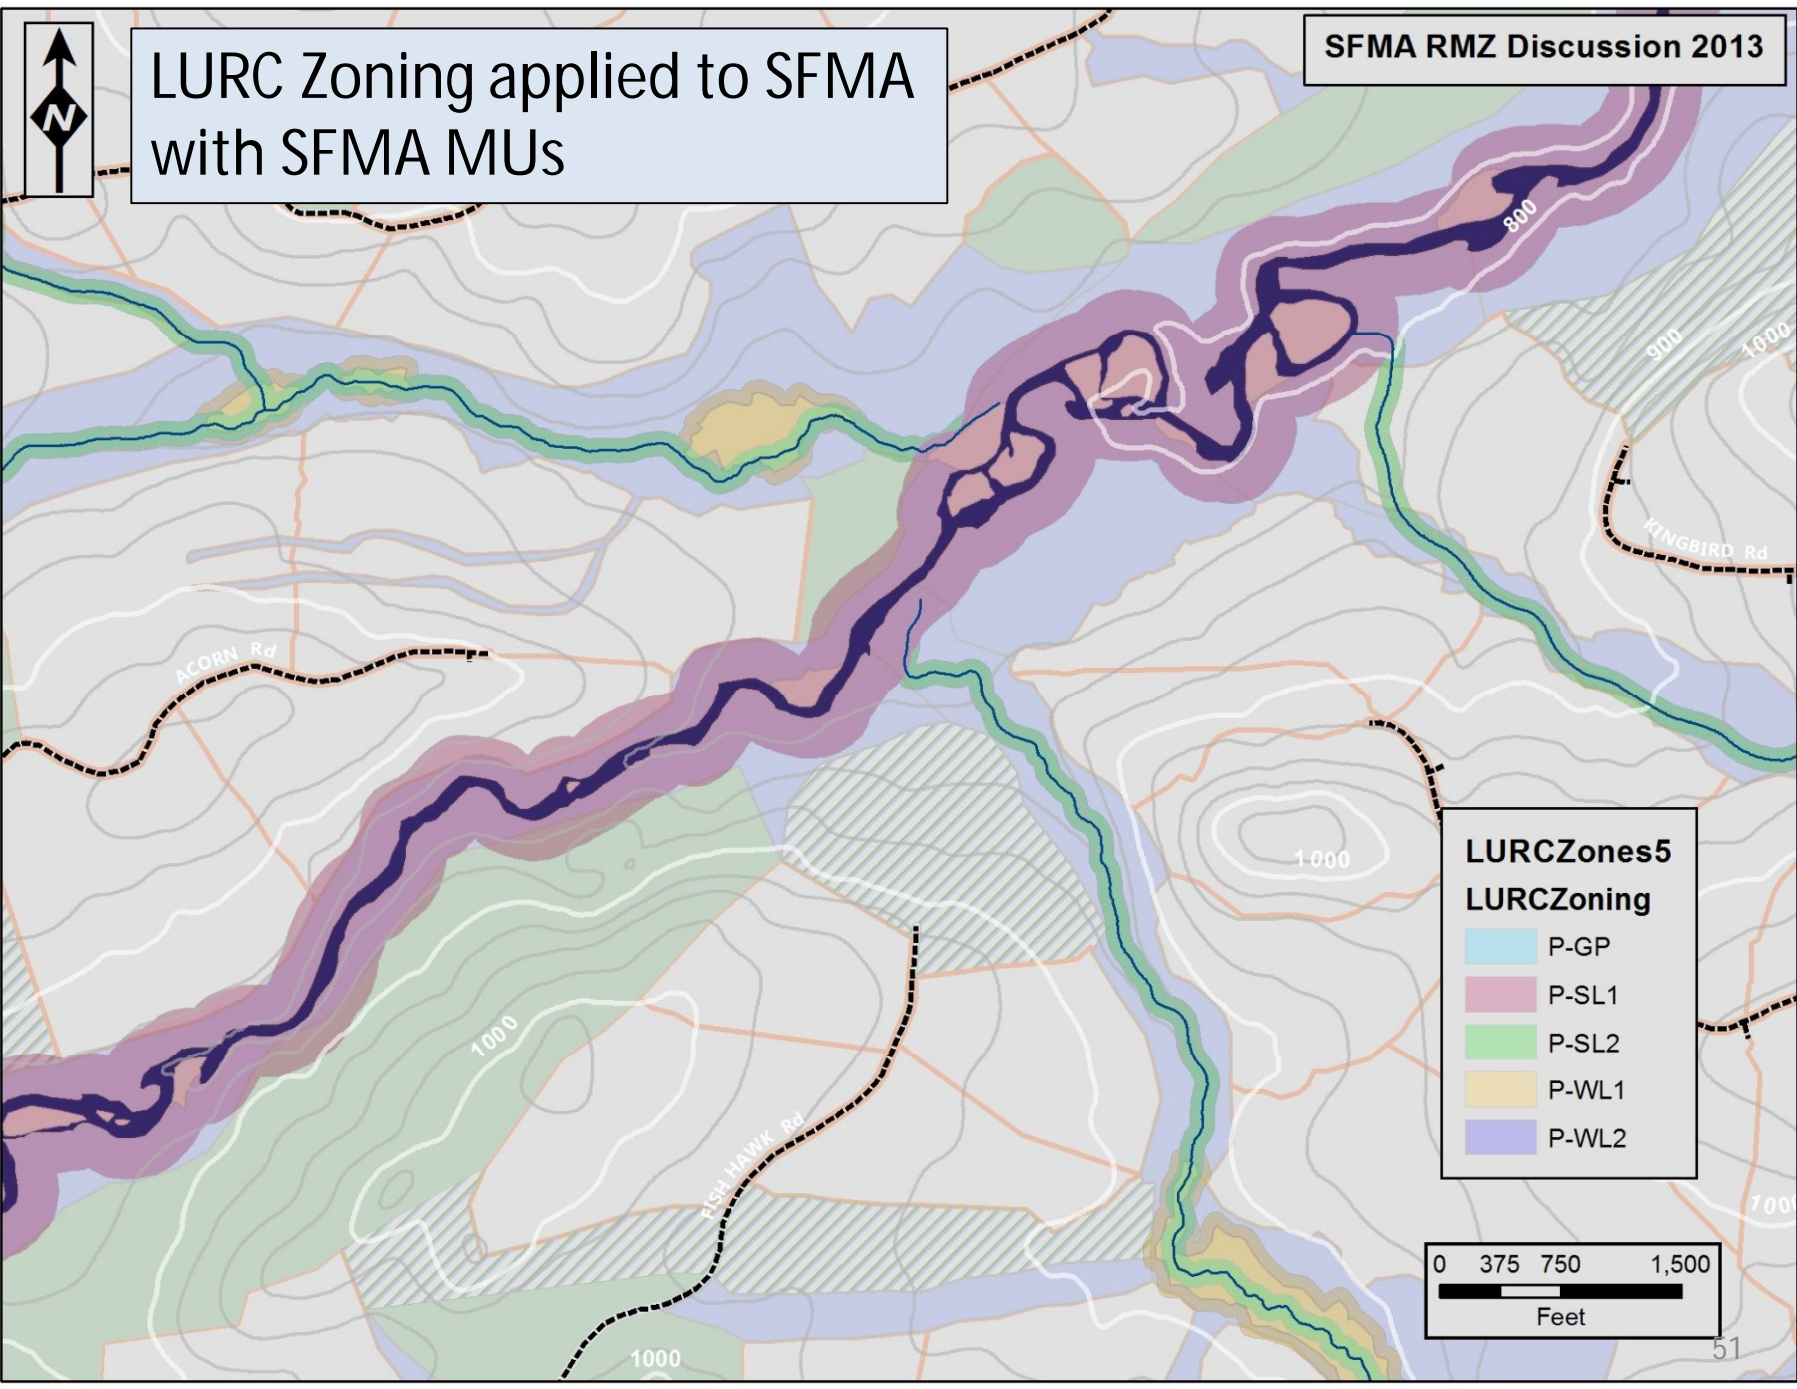 N
LURC Zoning applied to SFMA
with SFMA MUs
SFMA RMZ Discussion 2013
800
900
1000
KINGBIRD Rd
ACORN Rd
1000
1000
FISH HAWK Rd
1000
1000
LURCZones5
LURCZoning
P-GP
P-SL1
P-SL2
P-WL1
P-WL2
0 375 750 1,500
Feet
51